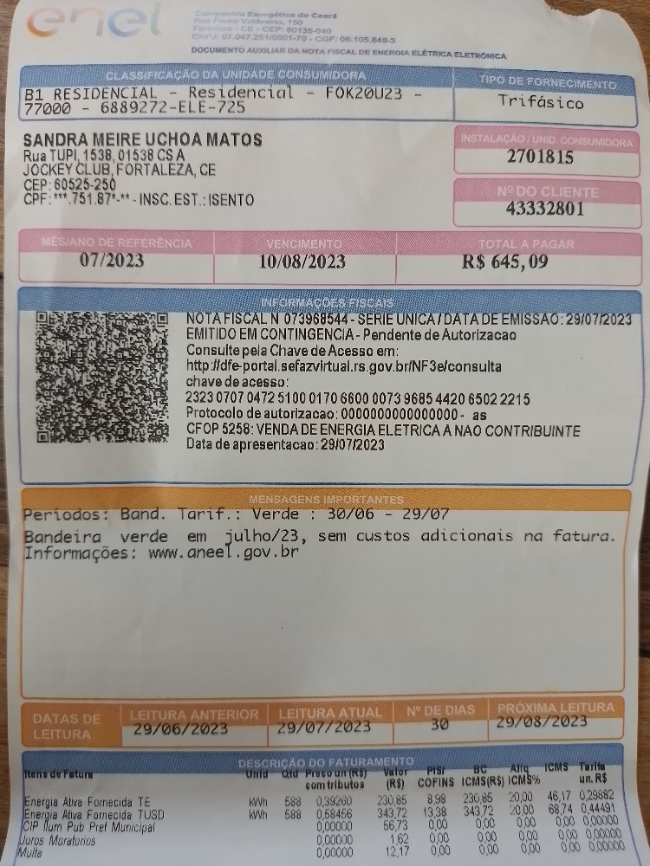 enel
Companhia Energética do Ceará
Rua Padre Valdevino, 150
Fortaleza - CE - CEP: 60135-040
CNPJ: 07.047.251/0001-70 - CGF: 06.105.848-3
DOCUMENTO AUXILIAR DA NOTA FISCAL DE ENERGIA ELÉTRICA ELETRÔNICA
CLASSIFICAÇÃO DA UNIDADE CONSUMIDORA
TIPO DE FORNECIMENTO
B1 RESIDENCIAL - Residencial - FOK20U23 -
77000 - 6889272-ELE-725
Trifásico
SANDRA MEIRE UCHOA MATOS
Rua TUPI, 1538, 01538 CS A
JOCKEY CLUB, FORTALEZA, CE
CEP: 60525-250
CPF: ***.751.87*-** - INSC. EST.: ISENTO
INSTALAÇÃO / UNID. CONSUMIDORA
2701815
Nº DO CLIENTE
43332801
MÊS/ANO DE REFERÊNCIA VENCIMENTO TOTAL A PAGAR
07/2023 10/08/2023 R$ 645,09
INFORMAÇÕES FISCAIS
NOTA FISCAL N 073968544 - SERIE UNICA / DATA DE EMISSAO: 29/07/2023
EMITIDO EM CONTINGENCIA - Pendente de Autorizacao
Consulte pela Chave de Acesso em:
http://dfe-portal.sefazvirtual.rs.gov.br/NF3e/consulta
chave de acesso:
2323 0707 0472 5100 0170 6600 0073 9685 4420 6502 2215
Protocolo de autorizacao: 0000000000000000 - as
CFOP 5258: VENDA DE ENERGIA ELETRICA A NAO CONTRIBUINTE
Data de apresentacao: 29/07/2023
MENSAGENS IMPORTANTES
Periodos: Band. Tarif.: Verde : 30/06 - 29/07
Bandeira verde em julho/23, sem custos adicionais na fatura.
Informações: www.aneel.gov.br
DATAS DE LEITURA
LEITURA ANTERIOR LEITURA ATUAL Nº DE DIAS PRÓXIMA LEITURA
29/06/2023 29/07/2023 30 29/08/2023
DESCRIÇÃO DO FATURAMENTO
Itens de Fatura Unid Qtd Preço un (R$) com tributos Valor (R$) PIS/ COFINS BC ICMS(R$) Aliq ICMS% ICMS Tarifa un. R$
Energia Ativa Fornecida TE kWh 588 0,39260 230,85 8,98 230,85 20,00 46,17 0,29882
Energia Ativa Fornecida TUSD kWh 588 0,58456 343,72 13,38 343,72 20,00 68,74 0,44491
CIP Ilum Pub Pref Municipal 0,00000 56,73 0,00 0,00 0,00 0,00 0,00000
Juros Moratorios 0,00000 1,62 0,00 0,00 0,00 0,00 0,00000
Multa 0,00000 12,17 0,00 0,00 0,00 0,00 0,00000